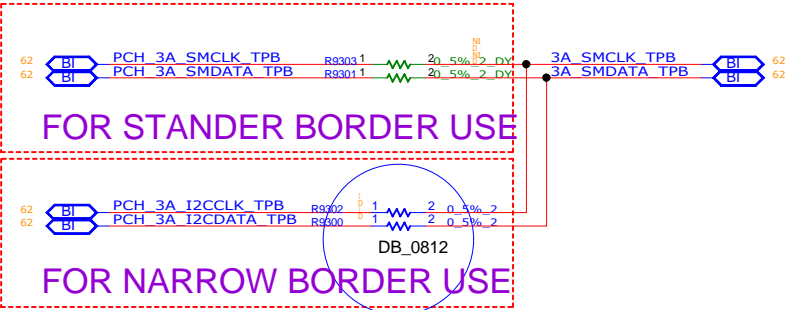 62 BI PCH_3A_SMCLK_TPB R9303 1 2 0_5%_2_DY 3A_SMCLK_TPB BI 62
62 BI PCH_3A_SMDATA_TPB R9301 1 2 0_5%_2_DY 3A_SMDATA_TPB BI 62
FOR STANDER BORDER USE
62 BI PCH_3A_I2CCLK_TPB R9302 1 2 0_5%_2
62 BI PCH_3A_I2CDATA_TPB R9300 1 2 0_5%_2
DB_0812
FOR NARROW BORDER USE